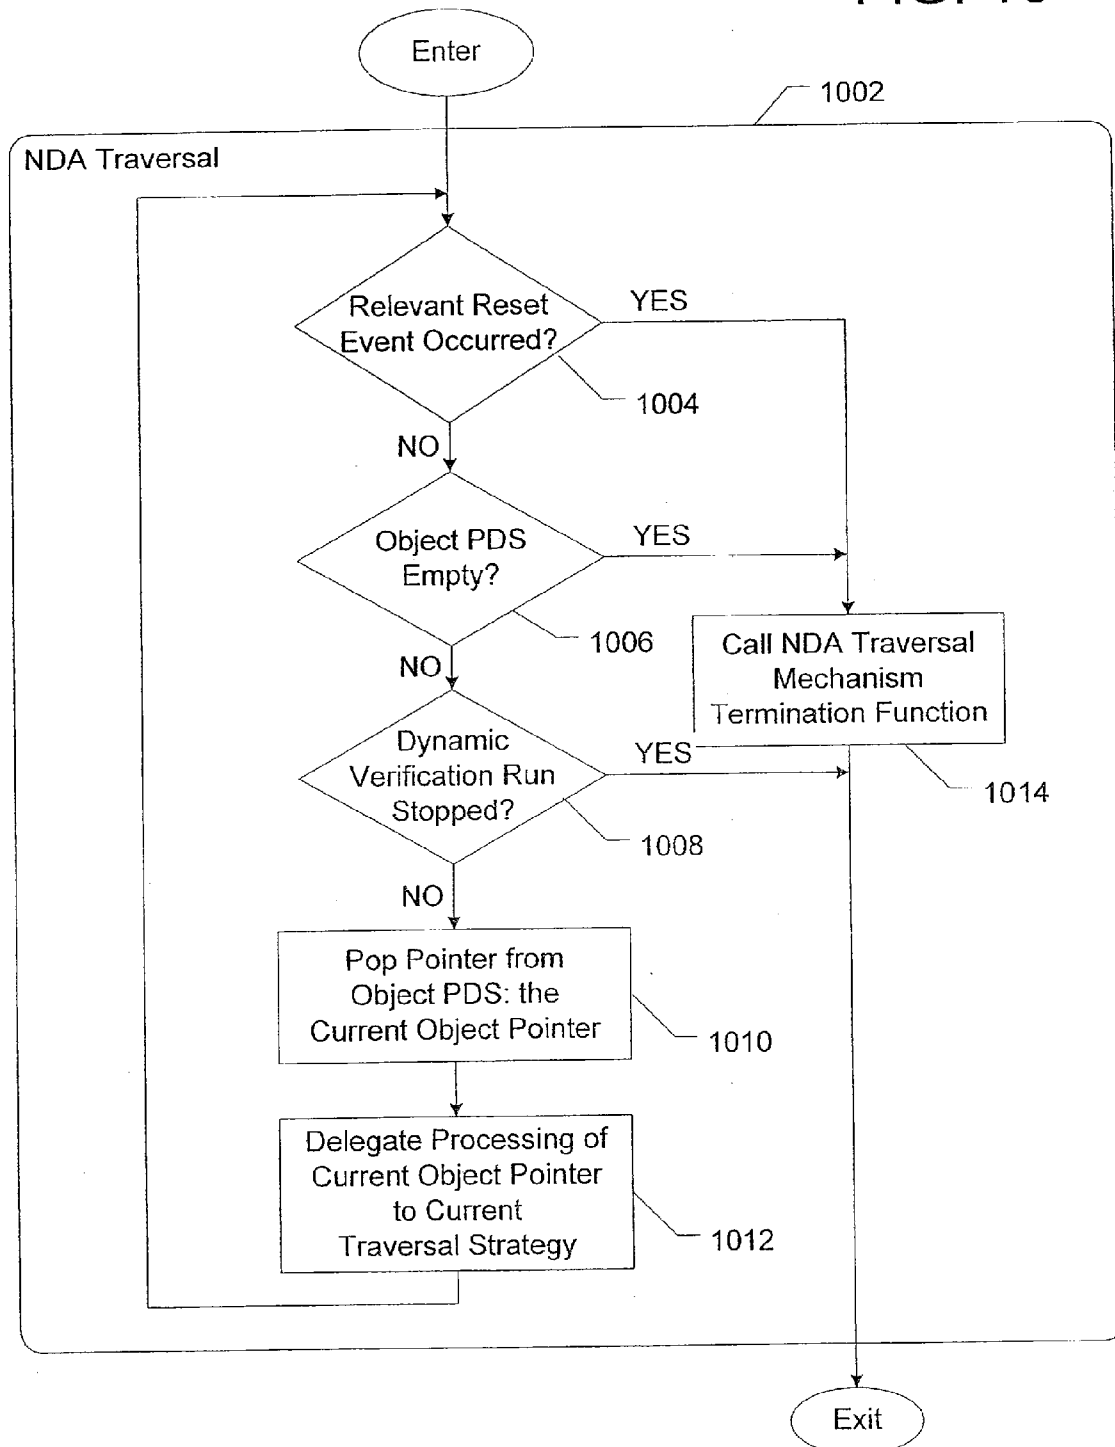 Enter
1002
NDA Traversal
Relevant Reset
Event Occurred?
YES
1004
NO
Object PDS
Empty?
YES
1006
NO
Call NDA Traversal
Mechanism
Termination Function
1014
Dynamic
Verification Run
Stopped?
YES
1008
NO
Pop Pointer from
Object PDS: the
Current Object Pointer
1010
Delegate Processing of
Current Object Pointer
to Current
Traversal Strategy
1012
Exit